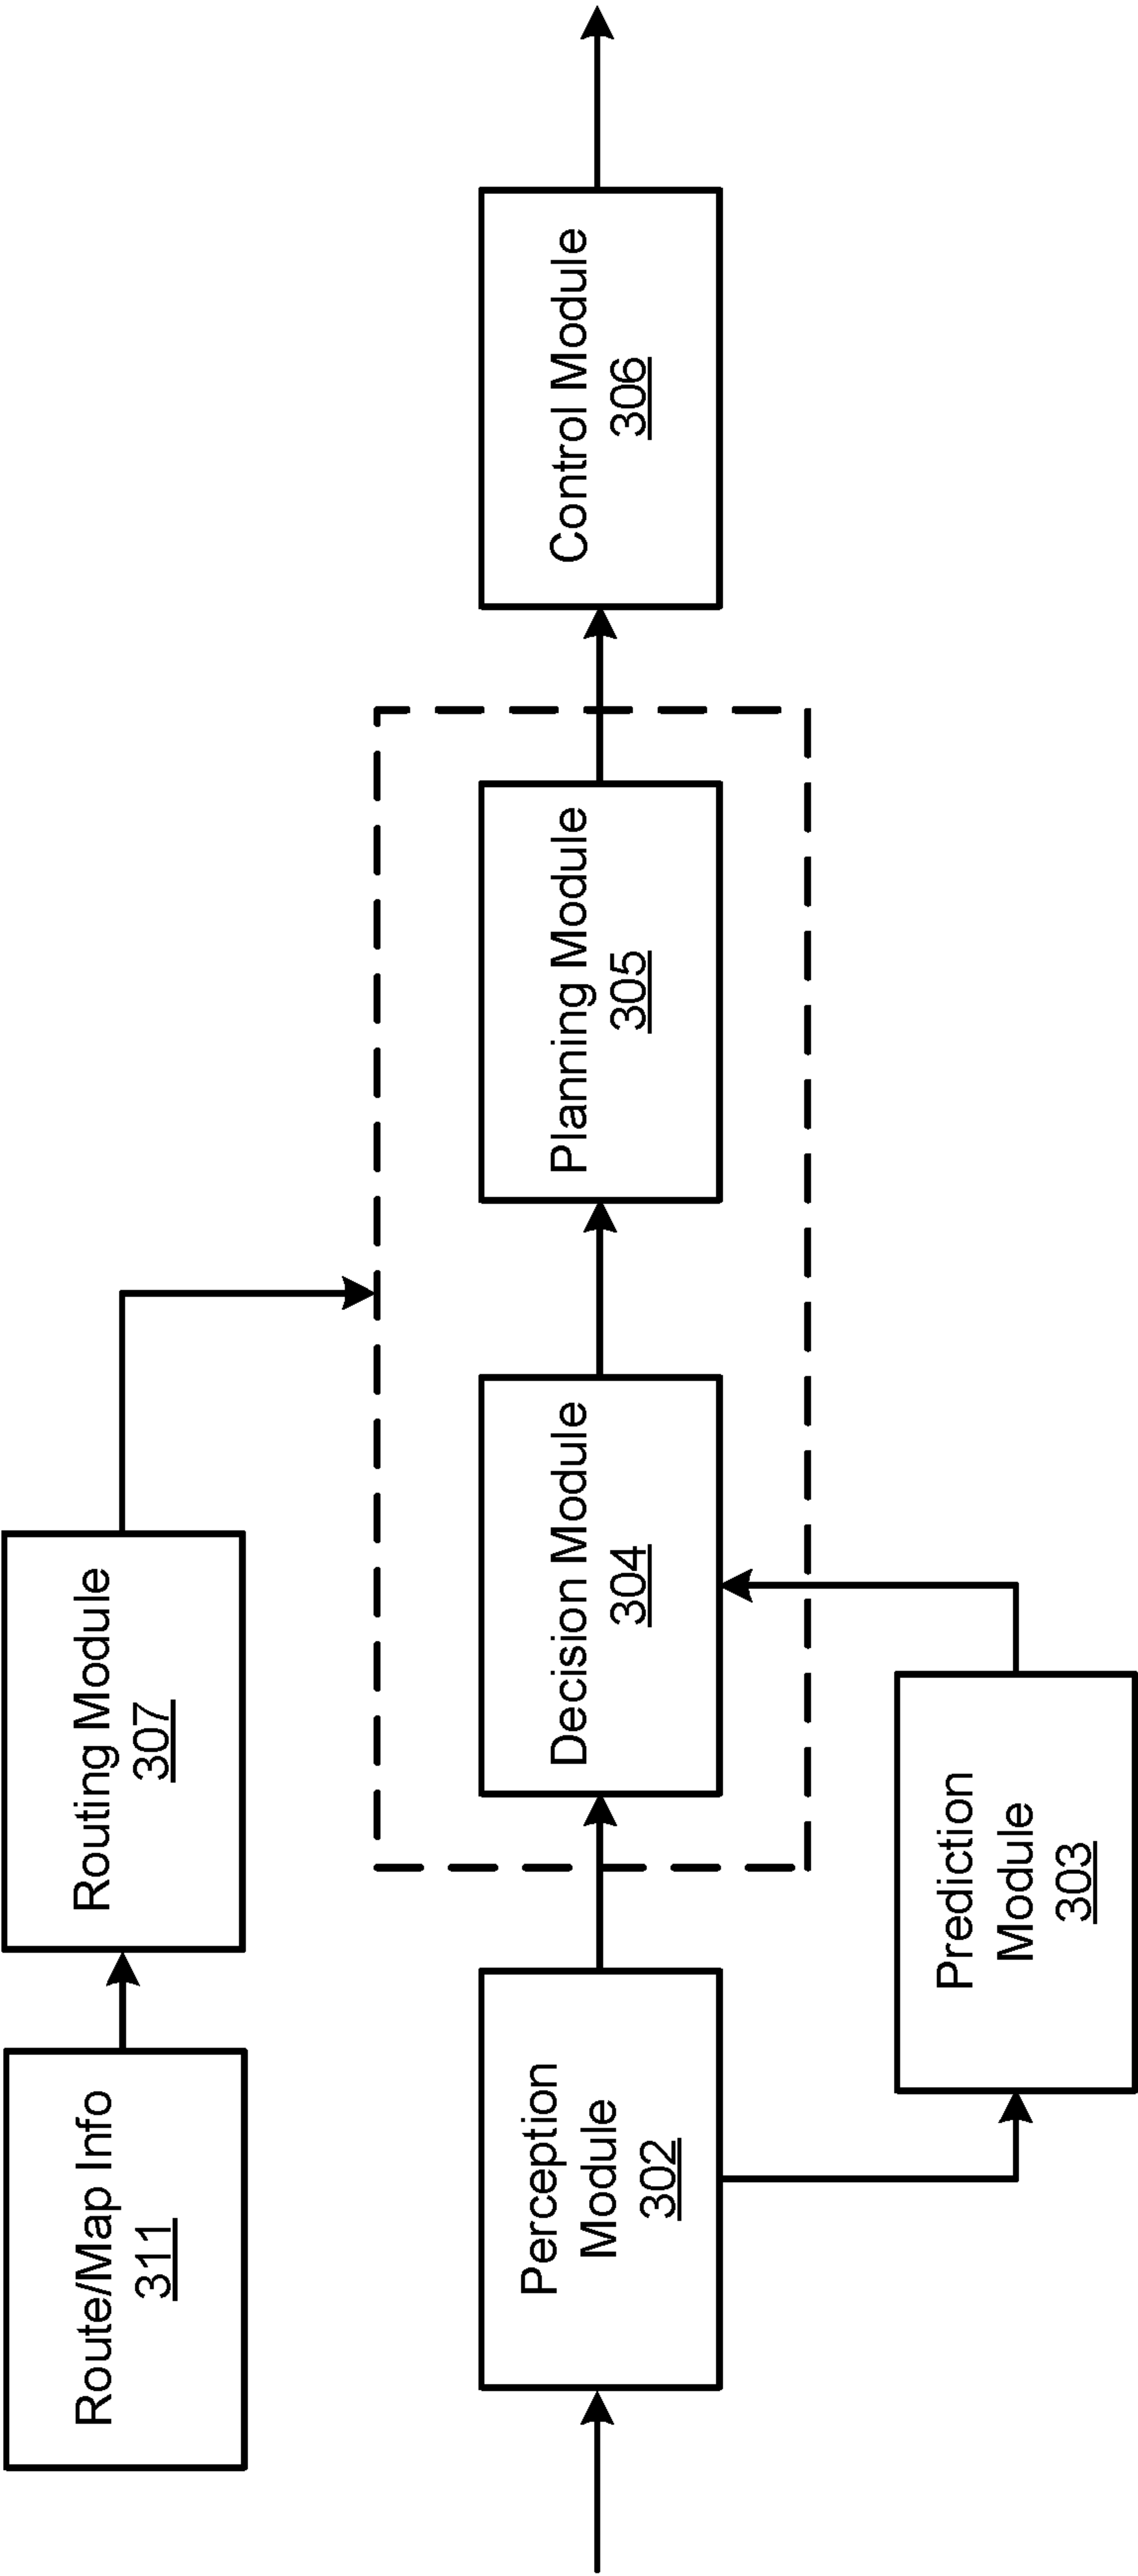 Route/Map Info
311
Routing Module
307
Perception
Module
302
Decision Module
304
Planning Module
305
Control Module
306
Prediction
Module
303